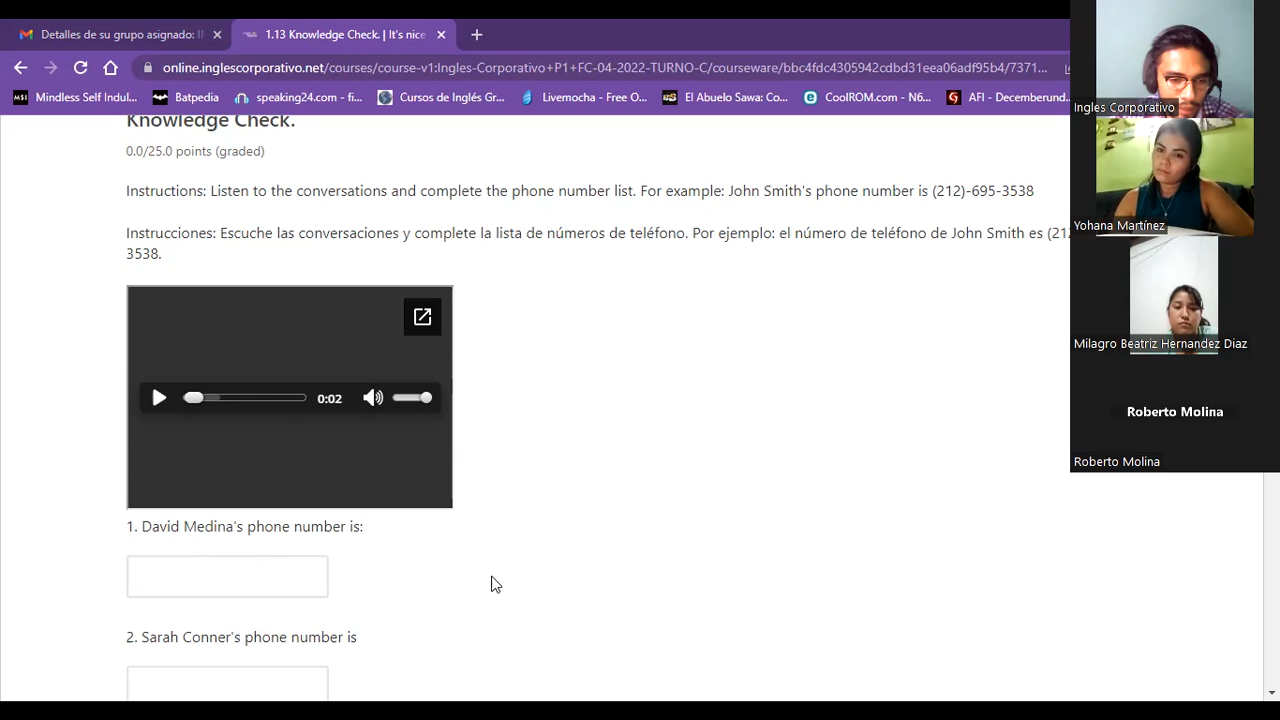 Detalles de su grupo asignado: I
1.13 Knowledge Check. | It's nice
online.inglescorporativo.net/courses/course-v1:Ingles-Corporativo+P1+FC-04-2022-TURNO-C/courseware/bbc4fdc4305942cdbd31eea06adf95b4/7371...
MSI Mindless Self Indul...
Batpedia
speaking24.com - fi...
Cursos de Inglés Gr...
Livemocha - Free O...
El Abuelo Sawa: Co...
CoolROM.com - N6...
AFI - Decemberund...
Knowledge Check.
0.0/25.0 points (graded)
Instructions: Listen to the conversations and complete the phone number list. For example: John Smith's phone number is (212)-695-3538
Instrucciones: Escuche las conversaciones y complete la lista de números de teléfono. Por ejemplo: el número de teléfono de John Smith es (212
3538.
0:02
1. David Medina's phone number is:
2. Sarah Conner's phone number is
Ingles Corporativo
Yohana Martínez
Milagro Beatriz Hernandez Diaz
Roberto Molina
Roberto Molina